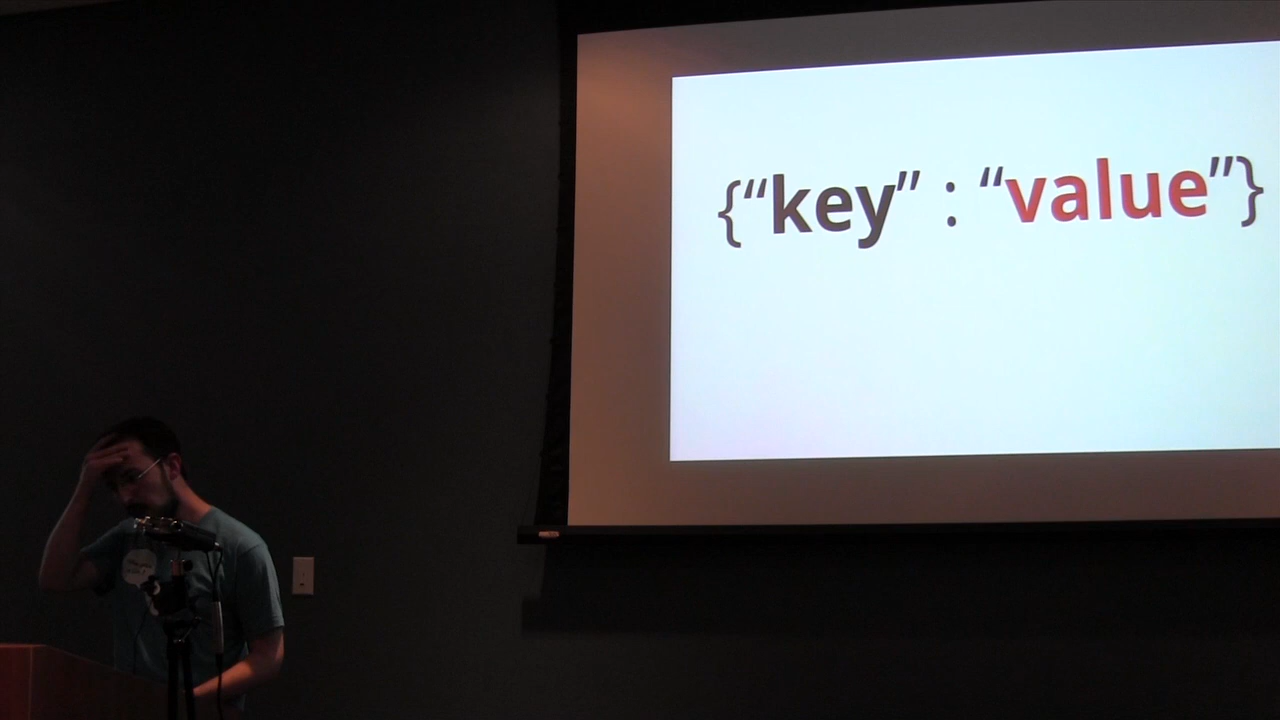 {“key” : “value”}